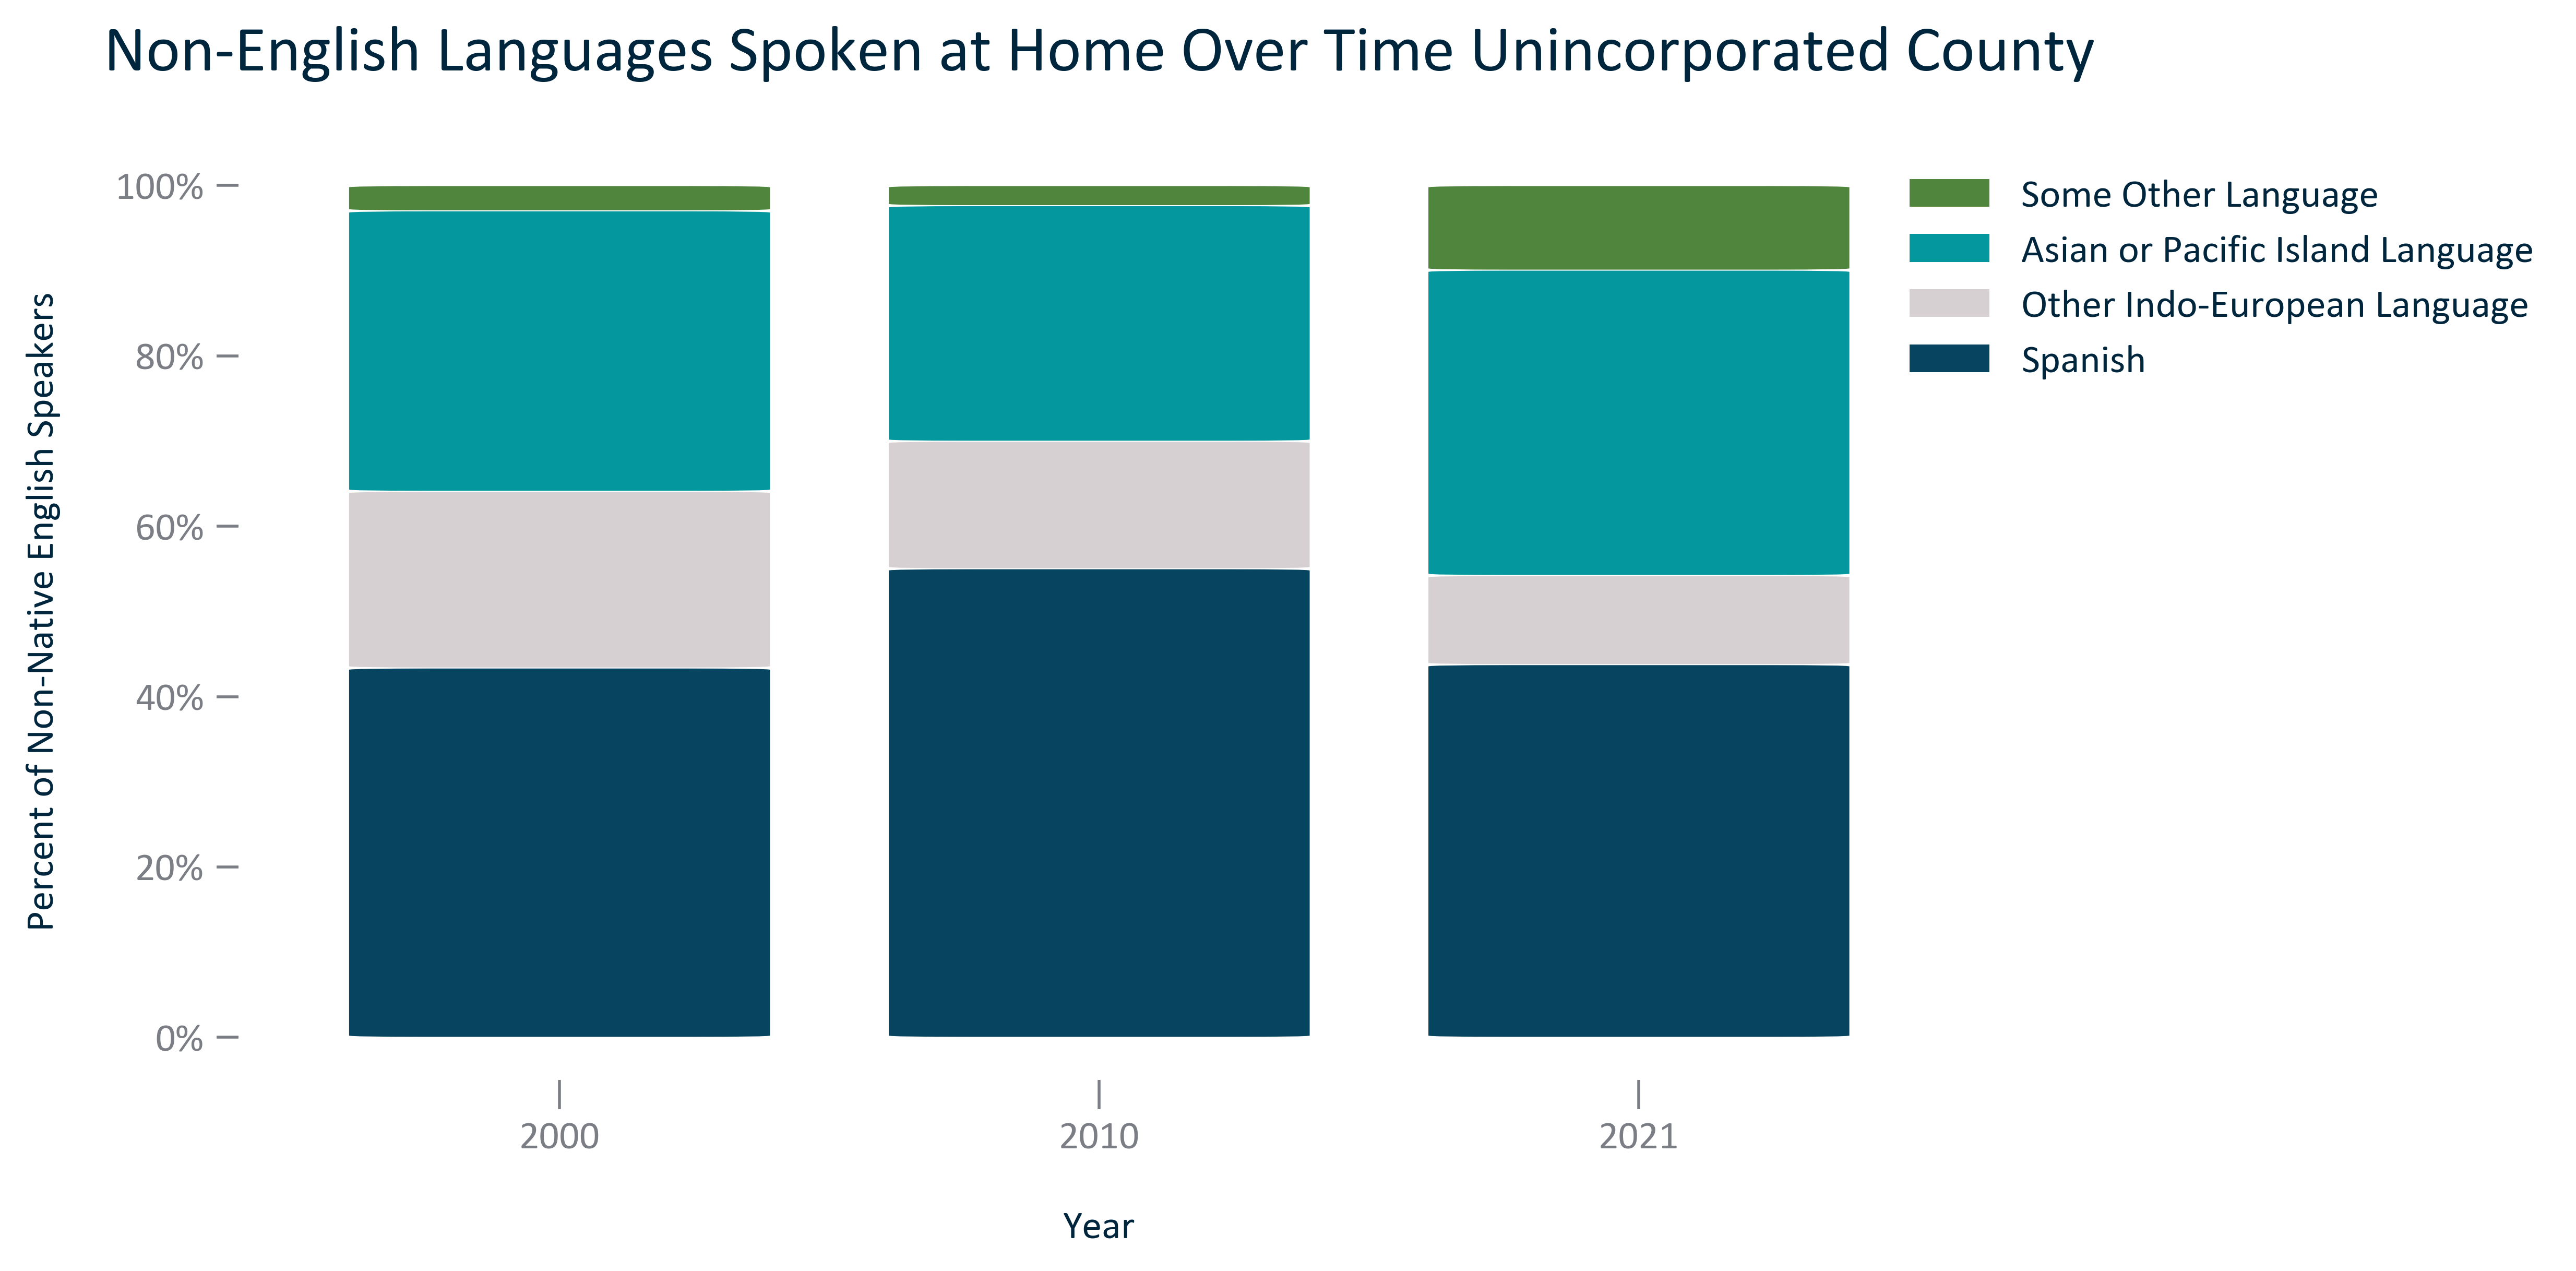 Non-English Languages Spoken at Home Over Time Unincorporated County
Percent of Non-Native English Speakers
100%
80%
60%
40%
20%
0%
Some Other Language
Asian or Pacific Island Language
Other Indo-European Language
Spanish
2000
2010
2021
Year